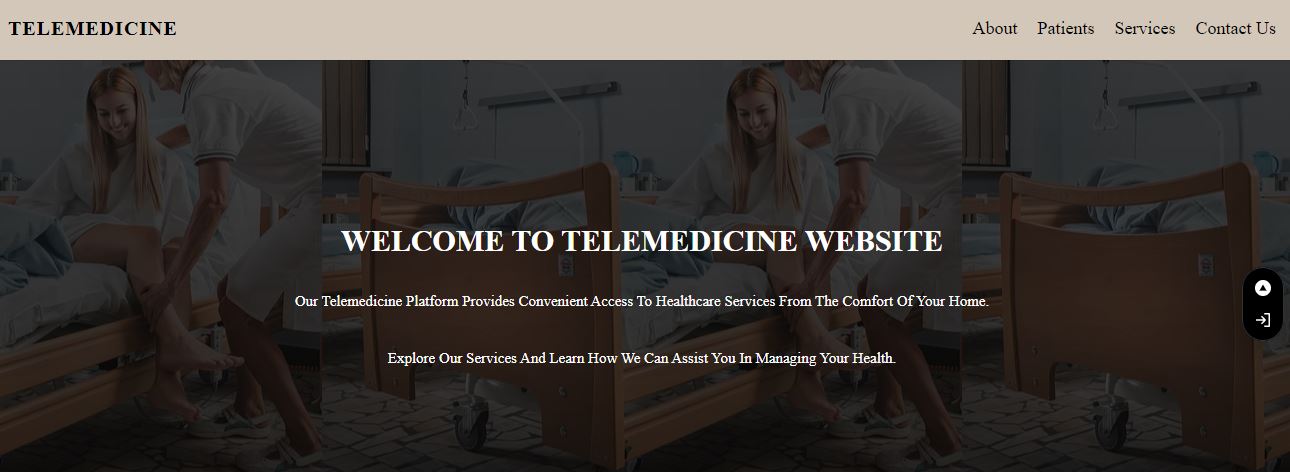 TELEMEDICINE
About Patients Services Contact Us
WELCOME TO TELEMEDICINE WEBSITE
Our Telemedicine Platform Provides Convenient Access To Healthcare Services From The Comfort Of Your Home.
Explore Our Services And Learn How We Can Assist You In Managing Your Health.